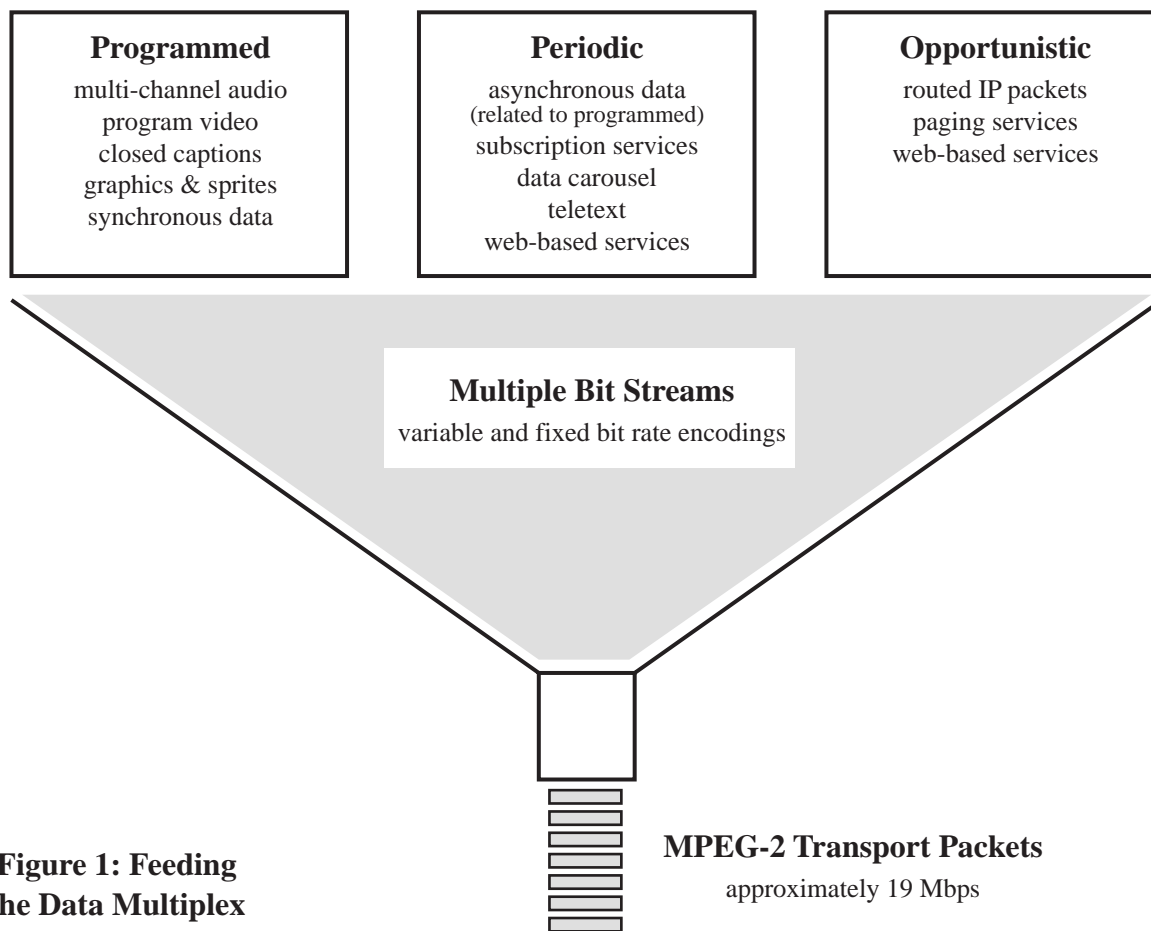 Programmed
multi-channel audio
program video
closed captions
graphics & sprites
synchronous data
Periodic
asynchronous data
(related to programmed)
subscription services
data carousel
teletext
web-based services
Opportunistic
routed IP packets
paging services
web-based services
Multiple Bit Streams
variable and fixed bit rate encodings
MPEG-2 Transport Packets
approximately 19 Mbps
Figure 1: Feeding
he Data Multiplex